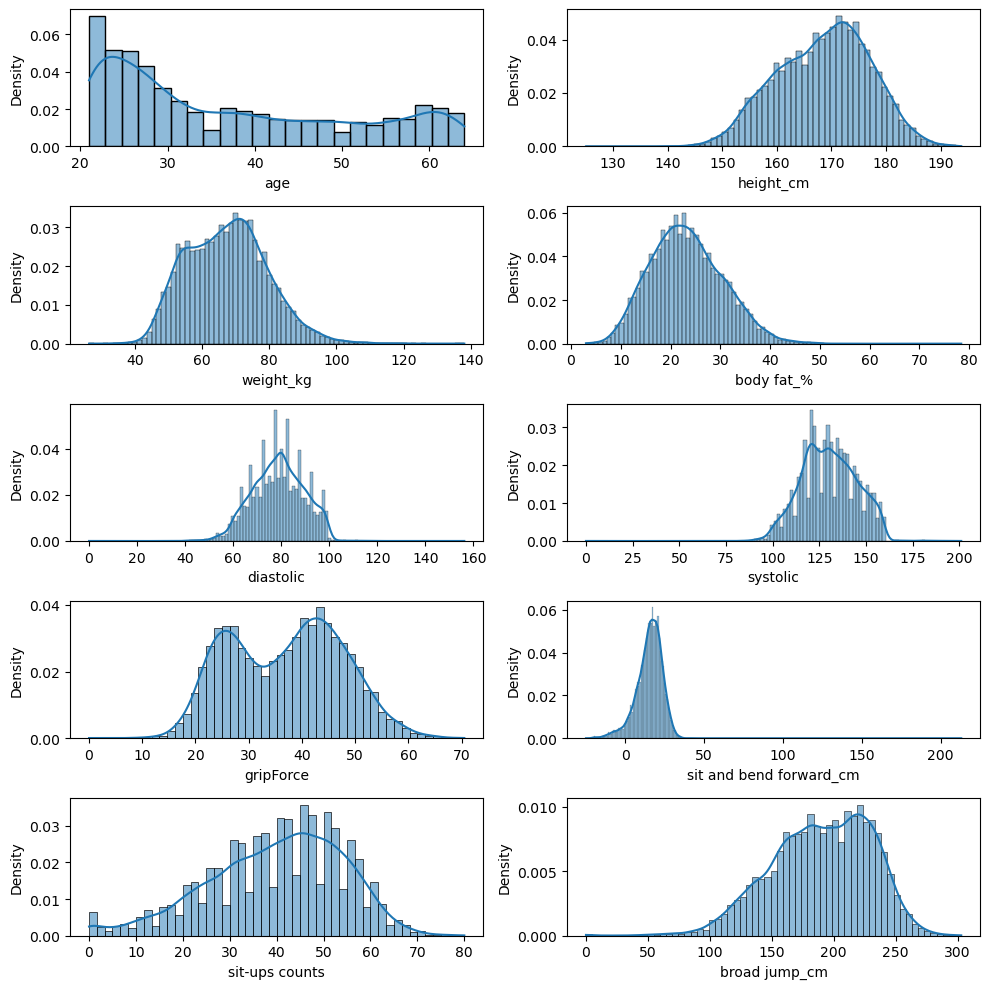 Density
0.06
0.04
0.02
0.00
20 30 40 50 60
age
Density
0.04
0.02
0.00
130 140 150 160 170 180 190
height_cm
Density
0.03
0.02
0.01
0.00
40 60 80 100 120 140
weight_kg
Density
0.06
0.04
0.02
0.00
0 10 20 30 40 50 60 70 80
body fat_%
Density
0.04
0.02
0.00
0 20 40 60 80 100 120 140 160
diastolic
Density
0.03
0.02
0.01
0.00
0 25 50 75 100 125 150 175 200
systolic
Density
0.04
0.02
0.00
0 10 20 30 40 50 60 70
gripForce
Density
0.06
0.04
0.02
0.00
0 50 100 150 200
sit and bend forward_cm
Density
0.03
0.02
0.01
0.00
0 10 20 30 40 50 60 70 80
sit-ups counts
Density
0.010
0.005
0.000
0 50 100 150 200 250 300
broad jump_cm